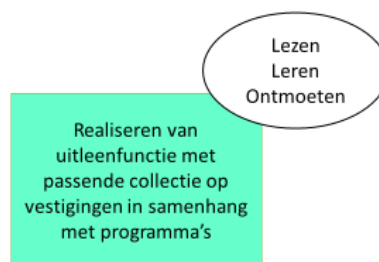 Lezen
Leren
Ontmoeten
Realiseren van
uitleenfunctie met
passende collectie op
vestigingen in samenhang
met programma's